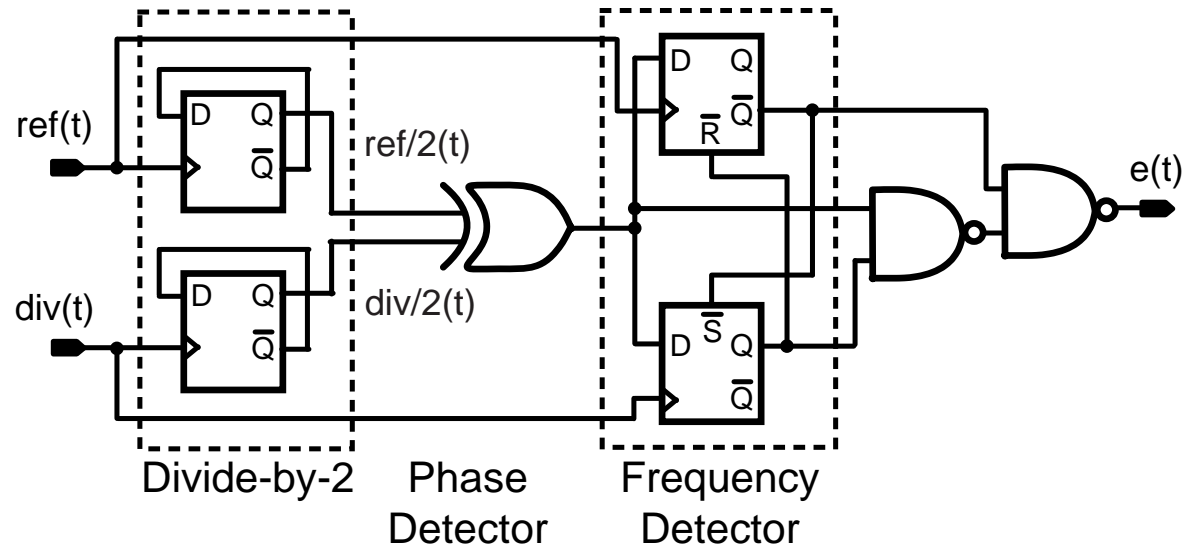 ref(t)
D Q
Q̅
ref/2(t)
div(t)
D Q
Q̅
div/2(t)
D Q
Q̅
R̅
S̅
D Q
Q̅
e(t)
Divide-by-2
Phase
Detector
Frequency
Detector